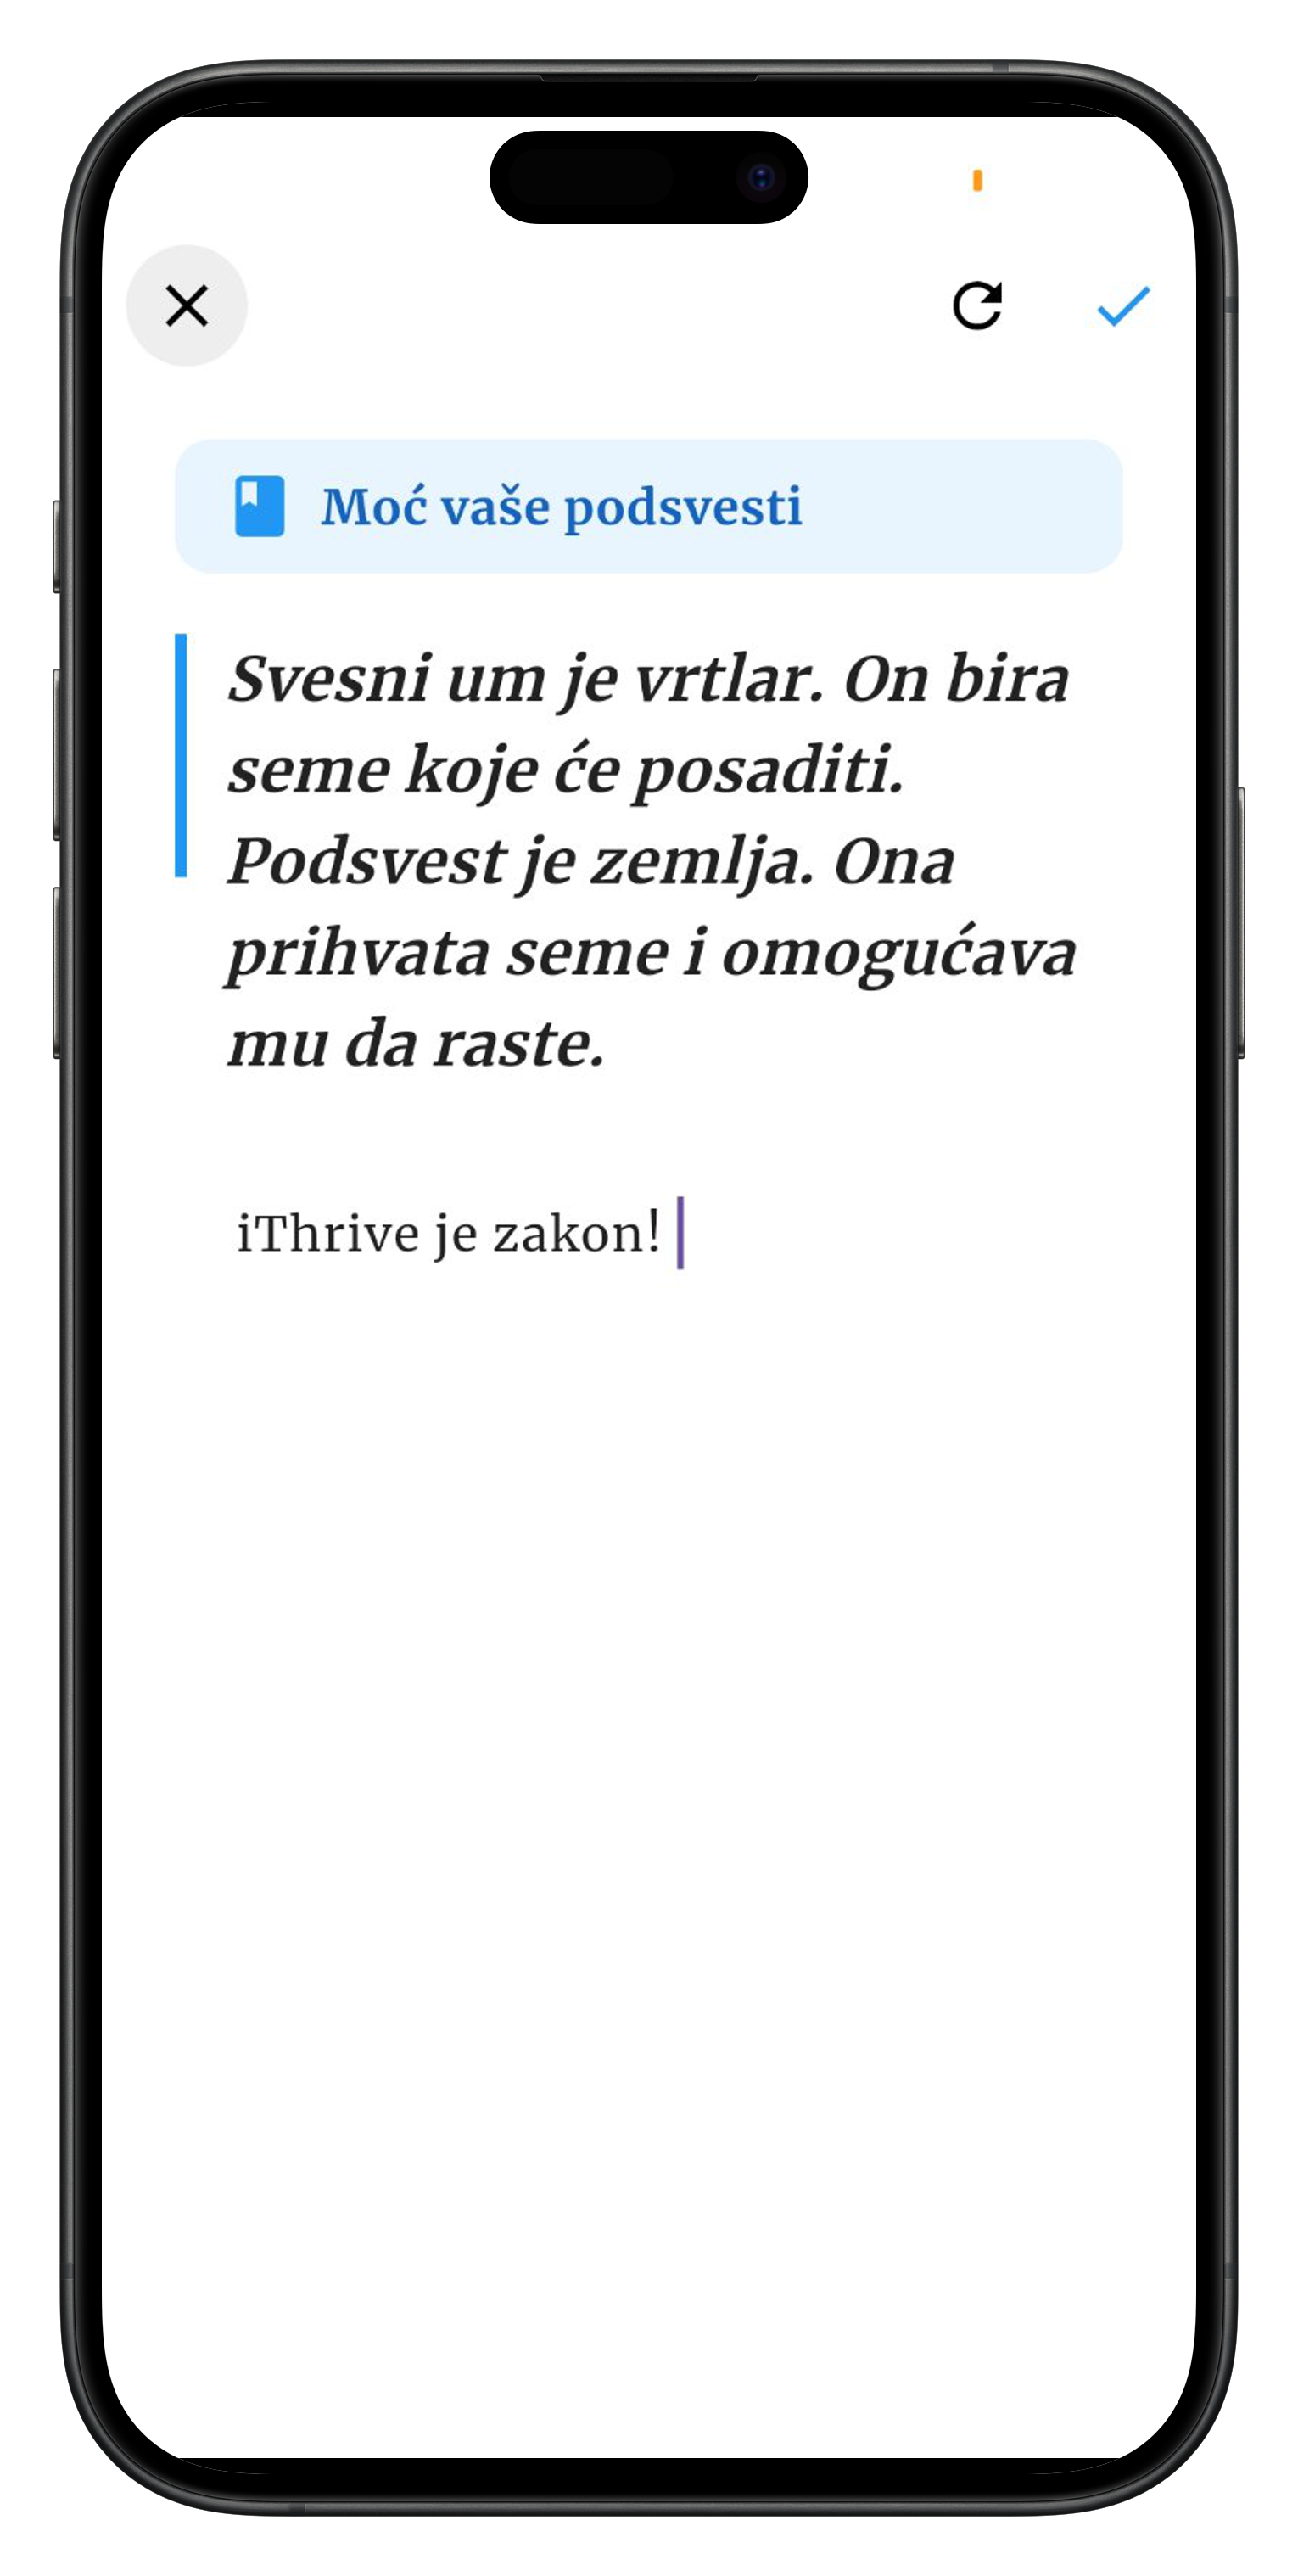 Moć vaše podsvesti
Svesni um je vrtlar. On bira
seme koje će posaditi.
Podsvest je zemlja. Ona
prihvata seme i omogućava
mu da raste.
iThrive je zakon!